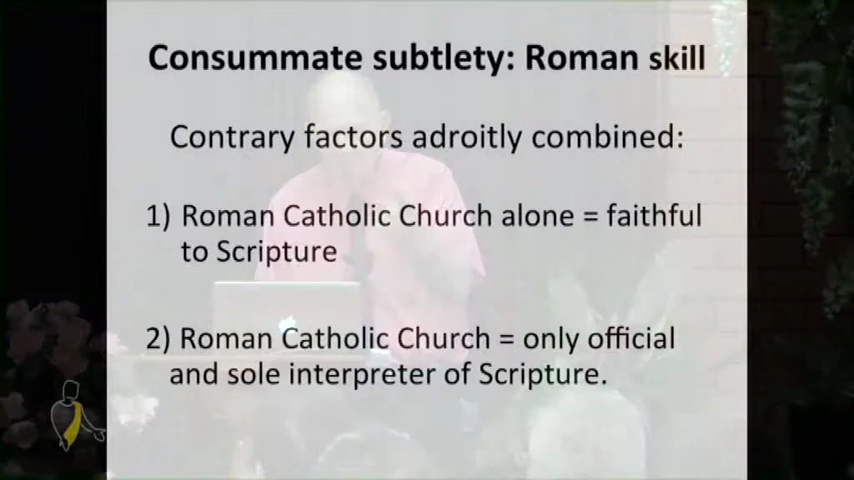 Consummate subtlety: Roman skill
Contrary factors adroitly combined:
1) Roman Catholic Church alone = faithful
to Scripture
2) Roman Catholic Church = only official
and sole interpreter of Scripture.